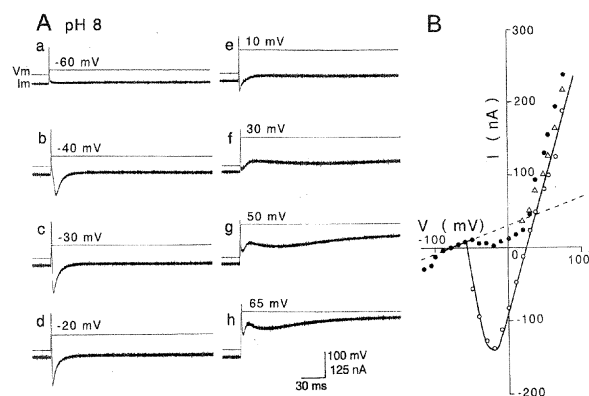 A pH 8
a
-60 mV
Vm
Im
b
-40 mV
c
-30 mV
d
-20 mV
e
10 mV
f
30 mV
g
50 mV
h
65 mV
100 mV
125 nA
30 ms
B
300
200
100
I (nA)
V (mV)
-100
0
100
-100
-200